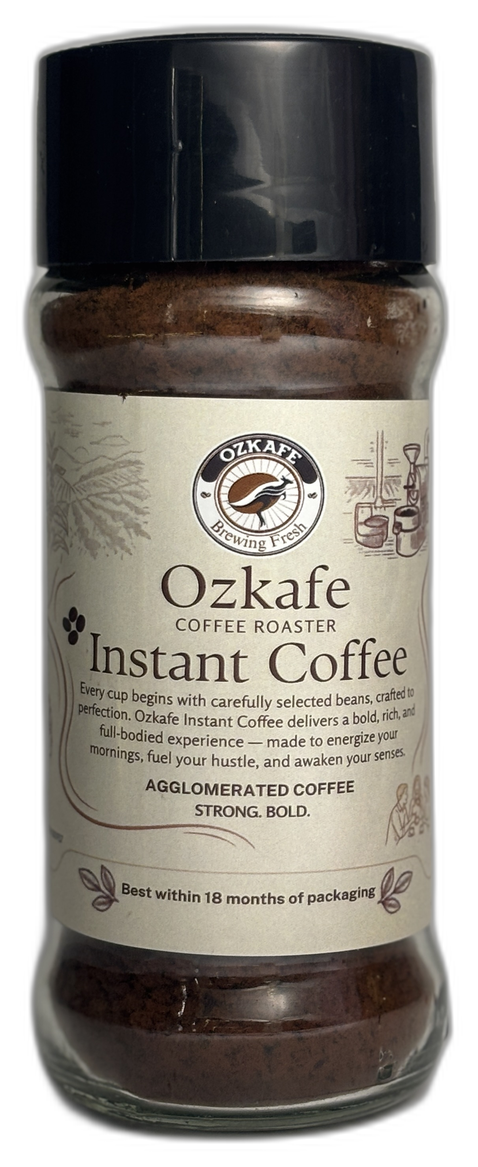 OZKAFE
Brewing Fresh
Ozkafe
COFFEE ROASTER
Instant Coffee
Every cup begins with carefully selected beans, crafted to
perfection. Ozkafe Instant Coffee delivers a bold, rich, and
full-bodied experience — made to energize your
mornings, fuel your hustle, and awaken your senses.
AGGLOMERATED COFFEE
STRONG. BOLD.
Best within 18 months of packaging